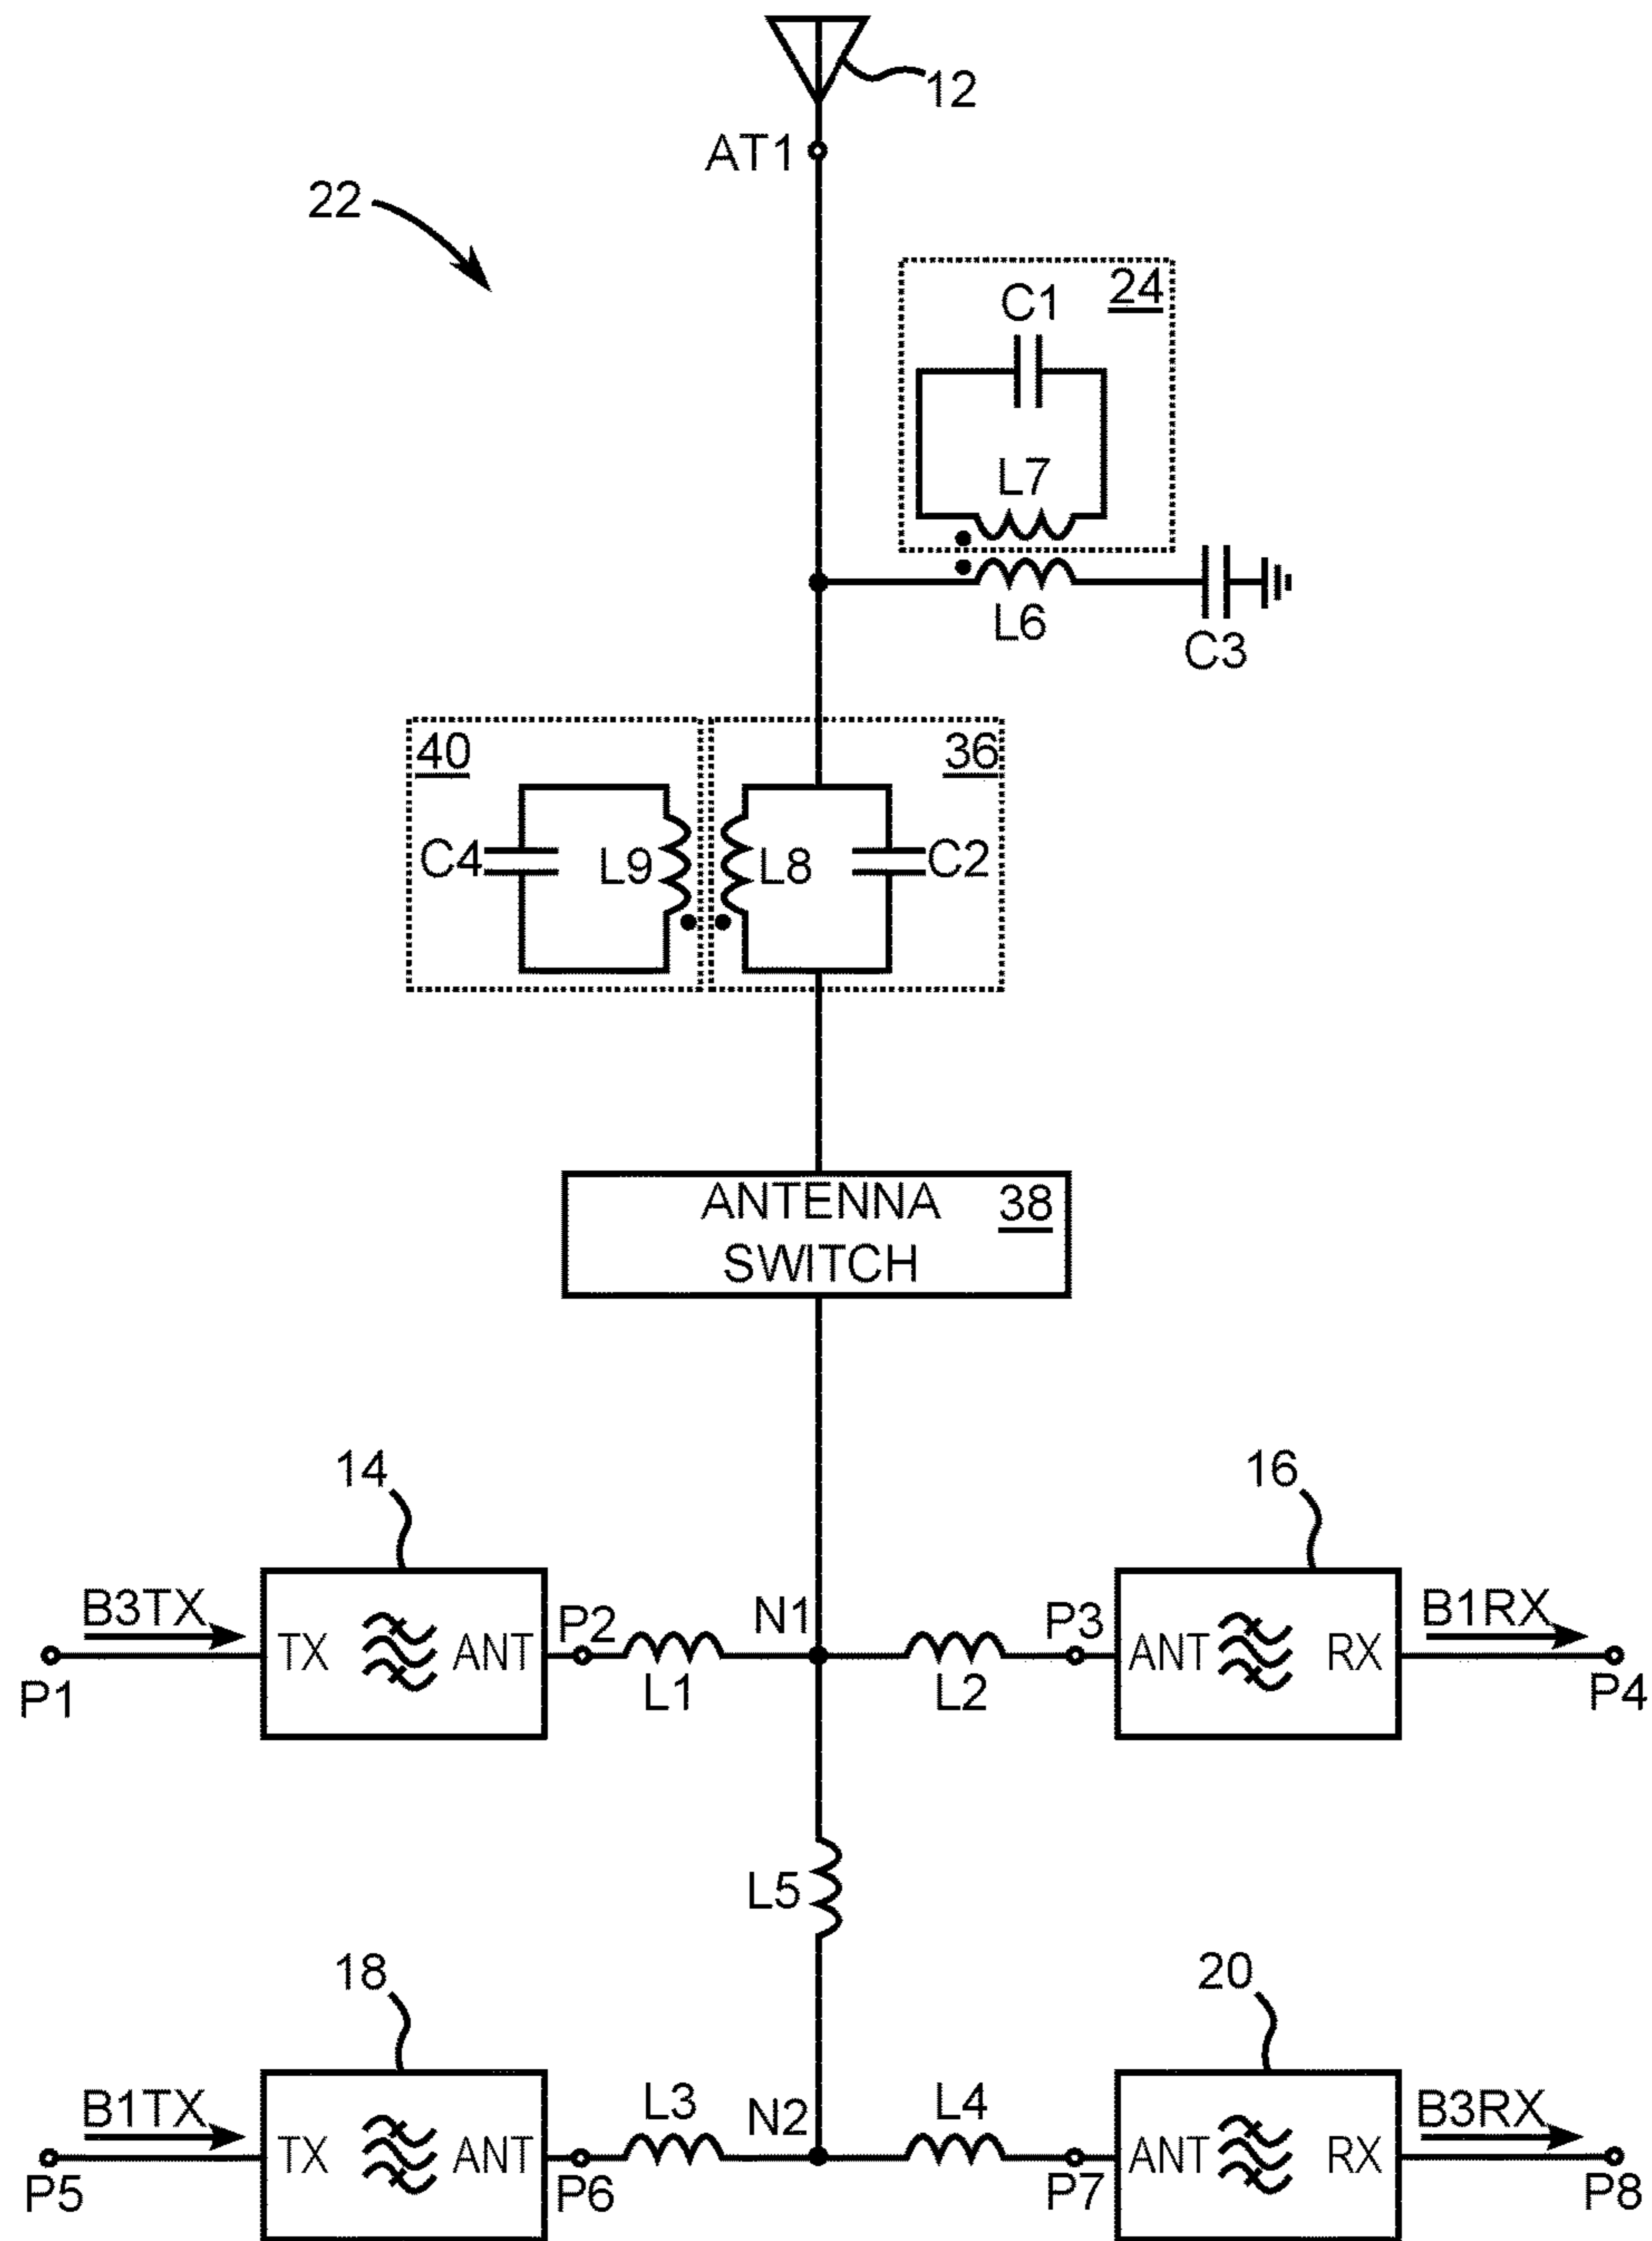 12
AT1
22
24
C1
L7
L6
C3
40
36
C4
L9
L8
C2
ANTENNA
38
SWITCH
14
16
B3TX
P2
N1
P3
B1RX
TX
ANT
ANT
RX
P1
L1
L2
P4
L5
18
20
B1TX
L3
N2
L4
B3RX
TX
ANT
ANT
RX
P5
P6
P7
P8